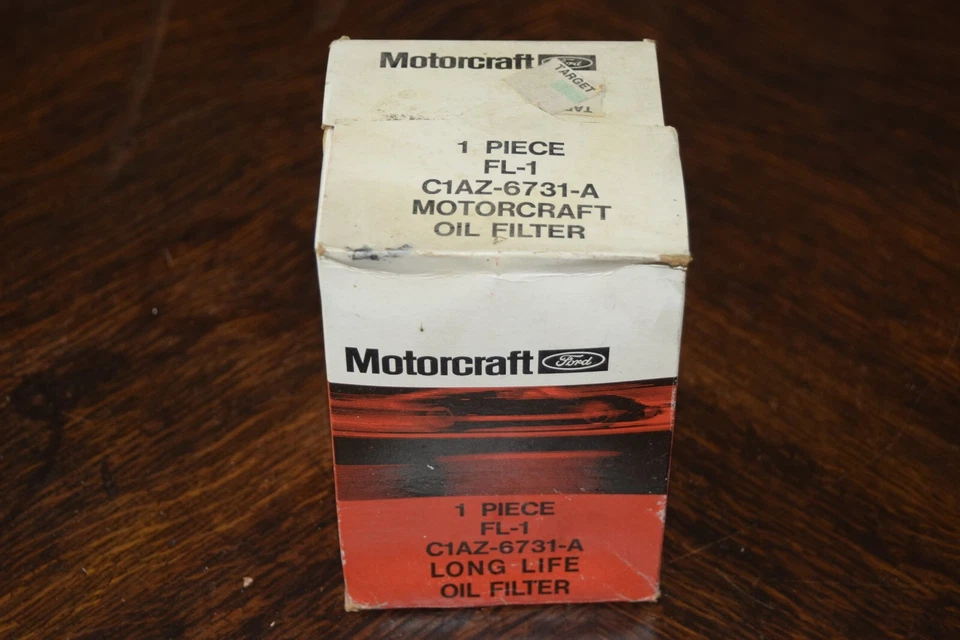 Motorcraft Ford
TARGET
TAR
1 PIECE
FL-1
C1AZ-6731-A
MOTORCRAFT
OIL FILTER
Motorcraft Ford
1 PIECE
FL-1
C1AZ-6731-A
LONG LIFE
OIL FILTER